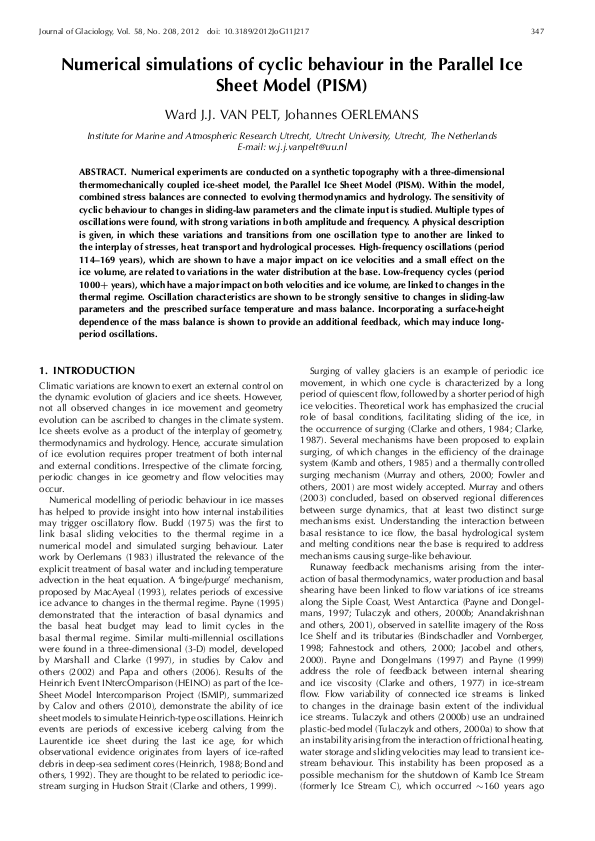 Journal of Glaciology, Vol. 58, No. 208, 2012 doi: 10.3189/2012JoG11J217
347
Numerical simulations of cyclic behaviour in the Parallel Ice
Sheet Model (PISM)
Ward J.J. VAN PELT, Johannes OERLEMANS
Institute for Marine and Atmospheric Research Utrecht, Utrecht University, Utrecht, The Netherlands
E-mail: w.j.j.vanpelt@uu.nl
ABSTRACT. Numerical experiments are conducted on a synthetic topography with a three-dimensional
thermomechanically coupled ice-sheet model, the Parallel Ice Sheet Model (PISM). Within the model,
combined stress balances are connected to evolving thermodynamics and hydrology. The sensitivity of
cyclic behaviour to changes in sliding-law parameters and the climate input is studied. Multiple types of
oscillations were found, with strong variations in both amplitude and frequency. A physical description
is given, in which these variations and transitions from one oscillation type to another are linked to
the interplay of stresses, heat transport and hydrological processes. High-frequency oscillations (period
114–169 years), which are shown to have a major impact on ice velocities and a small effect on the
ice volume, are related to variations in the water distribution at the base. Low-frequency cycles (period
1000+ years), which have a major impact on both velocities and ice volume, are linked to changes in the
thermal regime. Oscillation characteristics are shown to be strongly sensitive to changes in sliding-law
parameters and the prescribed surface temperature and mass balance. Incorporating a surface-height
dependence of the mass balance is shown to provide an additional feedback, which may induce long-
period oscillations.
1. INTRODUCTION
Climatic variations are known to exert an external control on
the dynamic evolution of glaciers and ice sheets. However,
not all observed changes in ice movement and geometry
evolution can be ascribed to changes in the climate system.
Ice sheets evolve as a product of the interplay of geometry,
thermodynamics and hydrology. Hence, accurate simulation
of ice evolution requires proper treatment of both internal
and external conditions. Irrespective of the climate forcing,
periodic changes in ice geometry and flow velocities may
occur.
Numerical modelling of periodic behaviour in ice masses
has helped to provide insight into how internal instabilities
may trigger oscillatory flow. Budd (1975) was the first to
link basal sliding velocities to the thermal regime in a
numerical model and simulated surging behaviour. Later
work by Oerlemans (1983) illustrated the relevance of the
explicit treatment of basal water and including temperature
advection in the heat equation. A ‘binge/purge’ mechanism,
proposed by MacAyeal (1993), relates periods of excessive
ice advance to changes in the thermal regime. Payne (1995)
demonstrated that the interaction of basal dynamics and
the basal heat budget may lead to limit cycles in the
basal thermal regime. Similar multi-millennial oscillations
were found in a three-dimensional (3-D) model, developed
by Marshall and Clarke (1997), in studies by Calov and
others (2002) and Papa and others (2006). Results of the
Heinrich Event INtercOmparison (HEINO) as part of the Ice-
Sheet Model Intercomparison Project (ISMIP), summarized
by Calov and others (2010), demonstrate the ability of ice
sheet models to simulate Heinrich-type oscillations. Heinrich
events are periods of excessive iceberg calving from the
Laurentide ice sheet during the last ice age, for which
observational evidence originates from layers of ice-rafted
debris in deep-sea sediment cores (Heinrich, 1988; Bond and
others, 1992). They are thought to be related to periodic ice-
stream surging in Hudson Strait (Clarke and others, 1999).
Surging of valley glaciers is an example of periodic ice
movement, in which one cycle is characterized by a long
period of quiescent flow, followed by a shorter period of high
ice velocities. Theoretical work has emphasized the crucial
role of basal conditions, facilitating sliding of the ice, in
the occurrence of surging (Clarke and others, 1984; Clarke,
1987). Several mechanisms have been proposed to explain
surging, of which changes in the efficiency of the drainage
system (Kamb and others, 1985) and a thermally controlled
surging mechanism (Murray and others, 2000; Fowler and
others, 2001) are most widely accepted. Murray and others
(2003) concluded, based on observed regional differences
between surge dynamics, that at least two distinct surge
mechanisms exist. Understanding the interaction between
basal resistance to ice flow, the basal hydrological system
and melting conditions near the base is required to address
mechanisms causing surge-like behaviour.
Runaway feedback mechanisms arising from the inter-
action of basal thermodynamics, water production and basal
shearing have been linked to flow variations of ice streams
along the Siple Coast, West Antarctica (Payne and Dongel-
mans, 1997; Tulaczyk and others, 2000b; Anandakrishnan
and others, 2001), observed in satellite imagery of the Ross
Ice Shelf and its tributaries (Bindschadler and Vornberger,
1998; Fahnestock and others, 2000; Jacobel and others,
2000). Payne and Dongelmans (1997) and Payne (1999)
address the role of feedback between internal shearing
and ice viscosity (Clarke and others, 1977) in ice-stream
flow. Flow variability of connected ice streams is linked
to changes in the drainage basin extent of the individual
ice streams. Tulaczyk and others (2000b) use an undrained
plastic-bed model (Tulaczyk and others, 2000a) to show that
an instability arising from the interaction of frictional heating,
water storage and sliding velocities may lead to transient ice-
stream behaviour. This instability has been proposed as a
possible mechanism for the shutdown of Kamb Ice Stream
(formerly Ice Stream C), which occurred ∼160 years ago